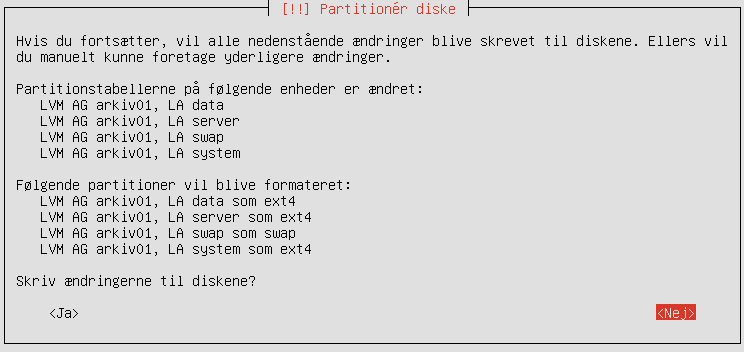 [!!] Partitionér diske
Hvis du fortsætter, vil alle nedenstående ændringer blive skrevet til diskene. Ellers vil
du manuelt kunne foretage yderligere ændringer.
Partitionstabellerne på følgende enheder er ændret:
LVM AG arkiv01, LA data
LVM AG arkiv01, LA server
LVM AG arkiv01, LA swap
LVM AG arkiv01, LA system
Følgende partitioner vil blive formateret:
LVM AG arkiv01, LA data som ext4
LVM AG arkiv01, LA server som ext4
LVM AG arkiv01, LA swap som swap
LVM AG arkiv01, LA system som ext4
Skriv ændringerne til diskene?
<Ja> <Nej>